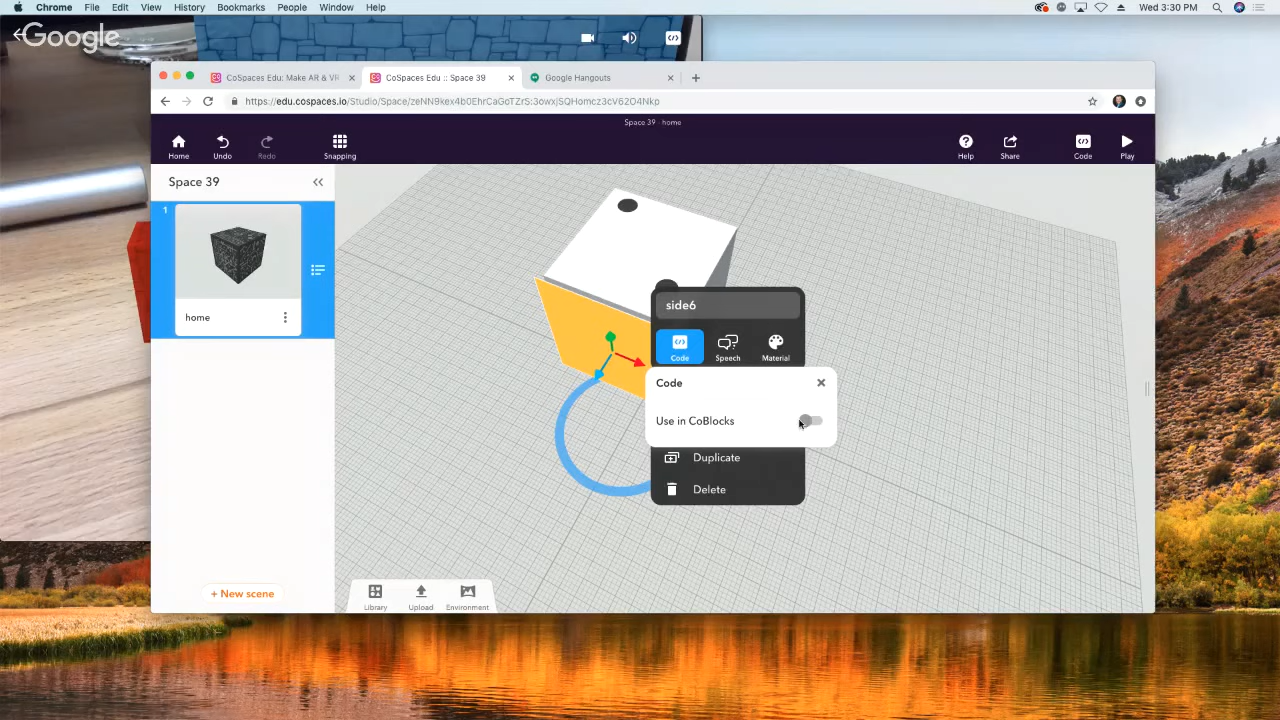 Chrome File Edit View History Bookmarks People Window Help Wed 3:30 PM
Google
CoSpaces Edu: Make AR & VR CoSpaces Edu :: Space 39 Google Hangouts
https://edu.cospaces.io/Studio/Space/zeNN9kex4b0EhrCaGoTZrS:3owxjSQHomcz3cV62O4Nkp
Space 39 · home
Home Undo Redo Snapping Help Share Code Play
Space 39
1
home
side6
Code Speech Material
Code
Use in CoBlocks
Duplicate
Delete
+ New scene
Library Upload Environment